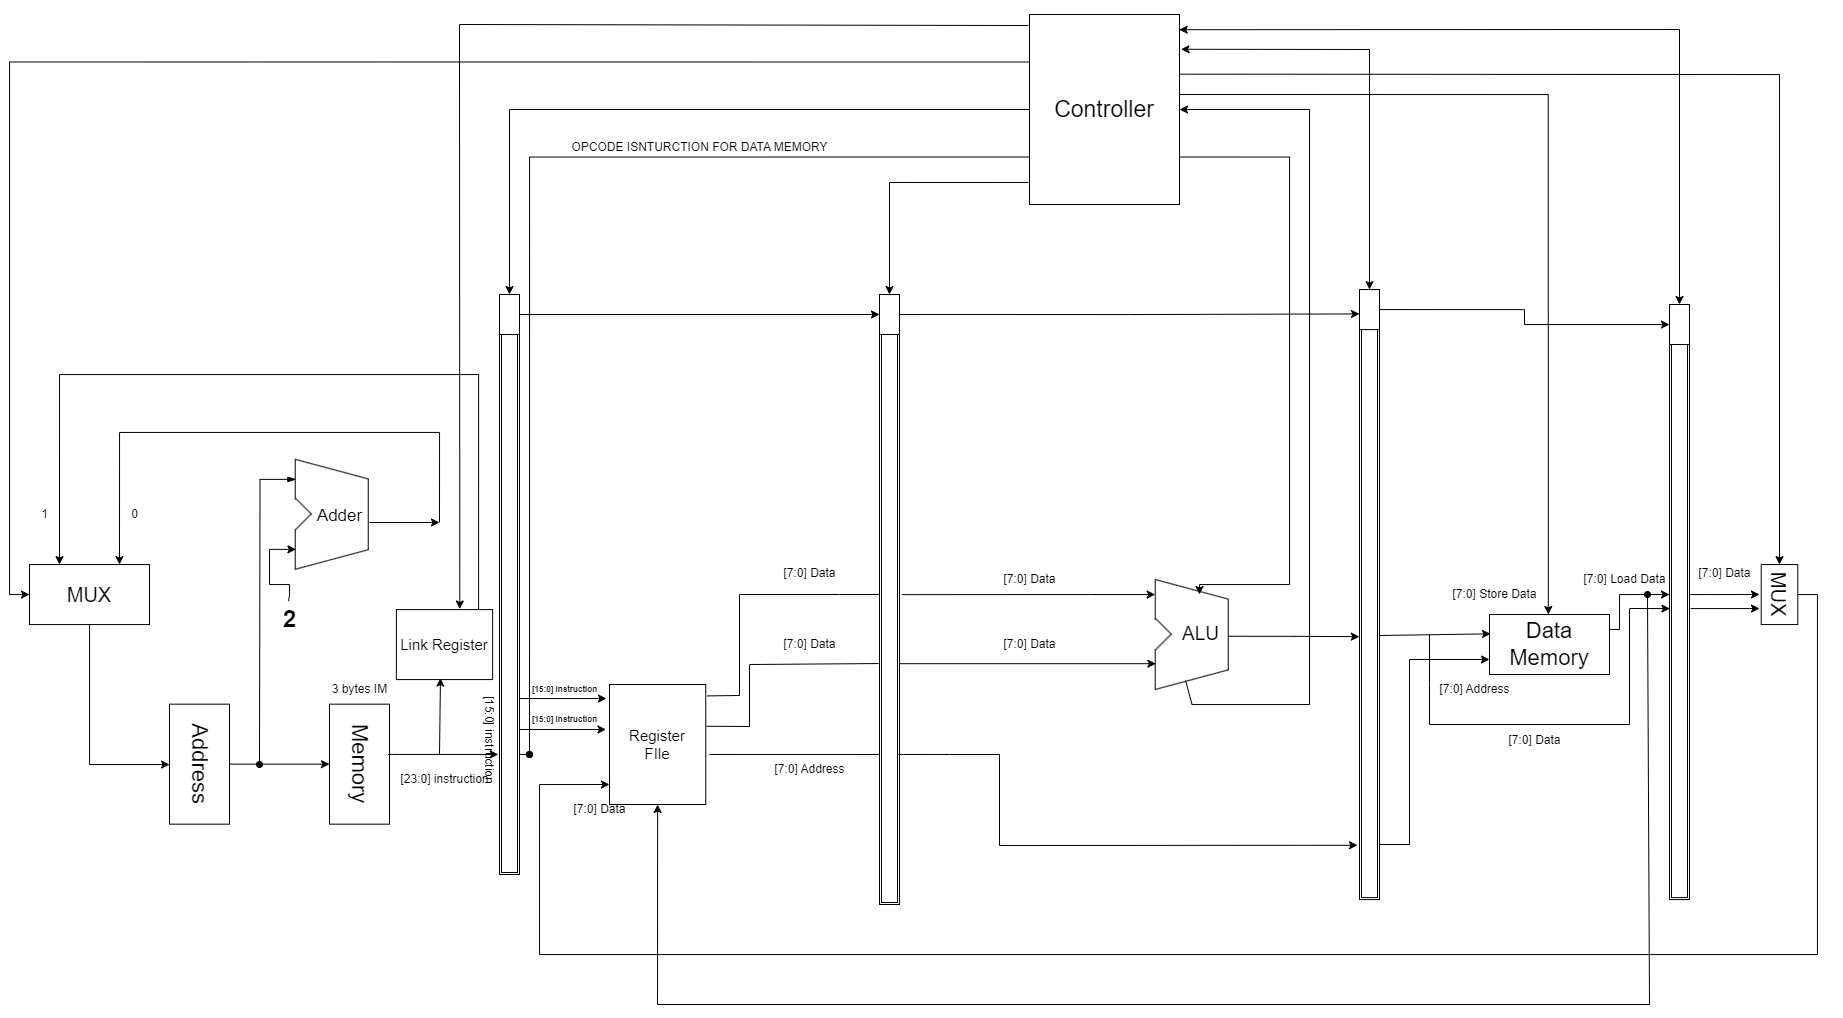 Controller
OPCODE ISNTURCTION FOR DATA MEMORY
1
0
Adder
MUX
2
Link Register
3 bytes IM
Address
Memory
[23:0] instruction
[15:0] instruction
[15:0] Instruction
[15:0] Instruction
Register
FIle
[7:0] Data
[7:0] Data
[7:0] Data
[7:0] Address
[7:0] Data
[7:0] Data
ALU
[7:0] Store Data
Data
Memory
[7:0] Address
[7:0] Data
[7:0] Load Data
[7:0] Data
MUX